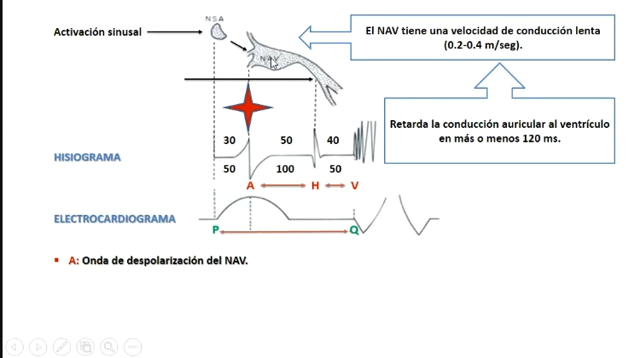 NSA
Activación sinusal
El NAV tiene una velocidad de conducción lenta
(0.2-0.4 m/seg).
NAV
Retarda la conducción auricular al ventrículo
en más o menos 120 ms.
30 50 40
HISIOGRAMA
50 100 50
A H V
ELECTROCARDIOGRAMA
P Q
▪ A: Onda de despolarización del NAV.